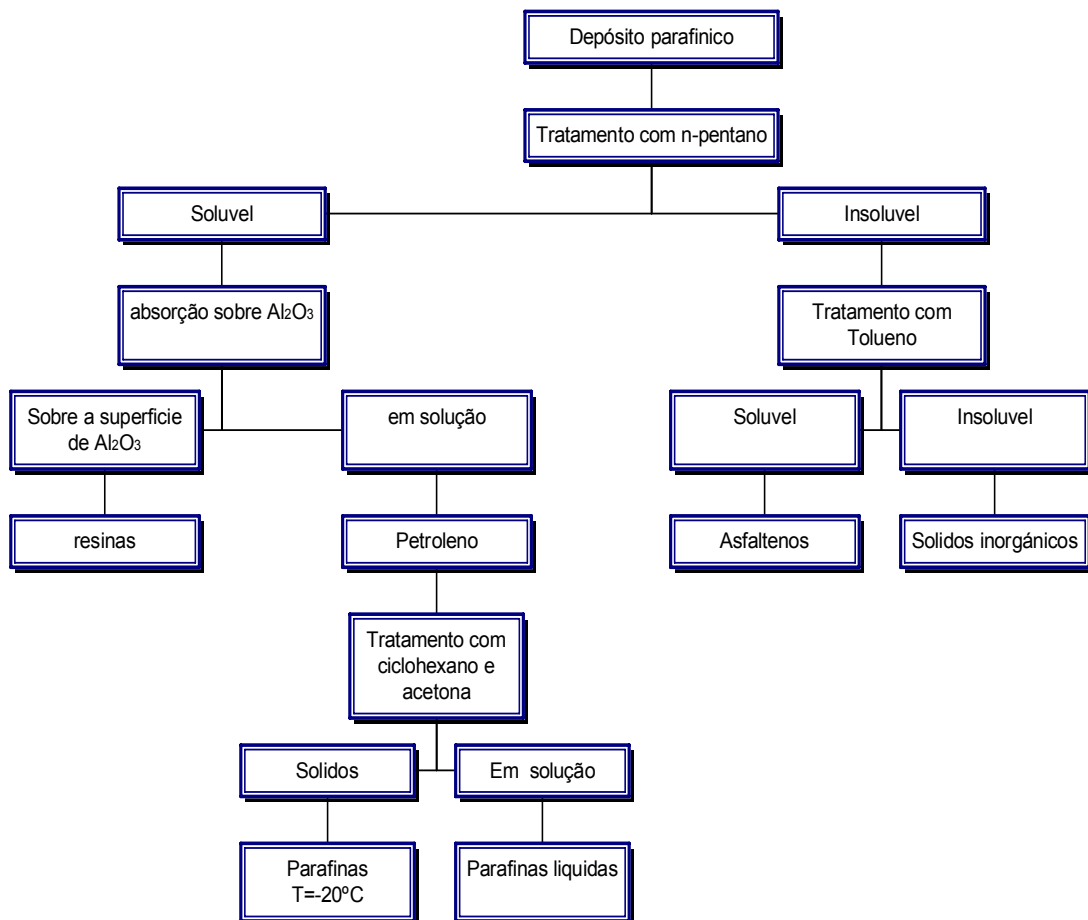 Depósito parafinico
Tratamento com n-pentano
Soluvel
Insoluvel
absorção sobre Al₂O₃
Tratamento com
Tolueno
Sobre a superficie
de Al₂O₃
em solução
Soluvel
Insoluvel
resinas
Petroleno
Asfaltenos
Solidos inorgánicos
Tratamento com
ciclohexano e
acetona
Solidos
Em solução
Parafinas
T=-20ºC
Parafinas liquidas